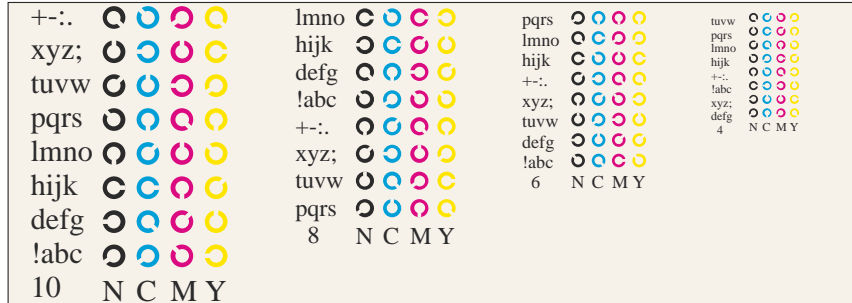 +-:.
xyz;
tuvw
pqrs
lmno
hijk
defg
!abc
10 N C M Y
lmno
hijk
defg
!abc
+-:.
xyz;
tuvw
pqrs
8 N C M Y
pqrs
lmno
hijk
+-:.
xyz;
tuvw
defg
!abc
6 N C M Y
tuvw
pqrs
lmno
hijk
+-:.
!abc
xyz;
defg
4 N C M Y